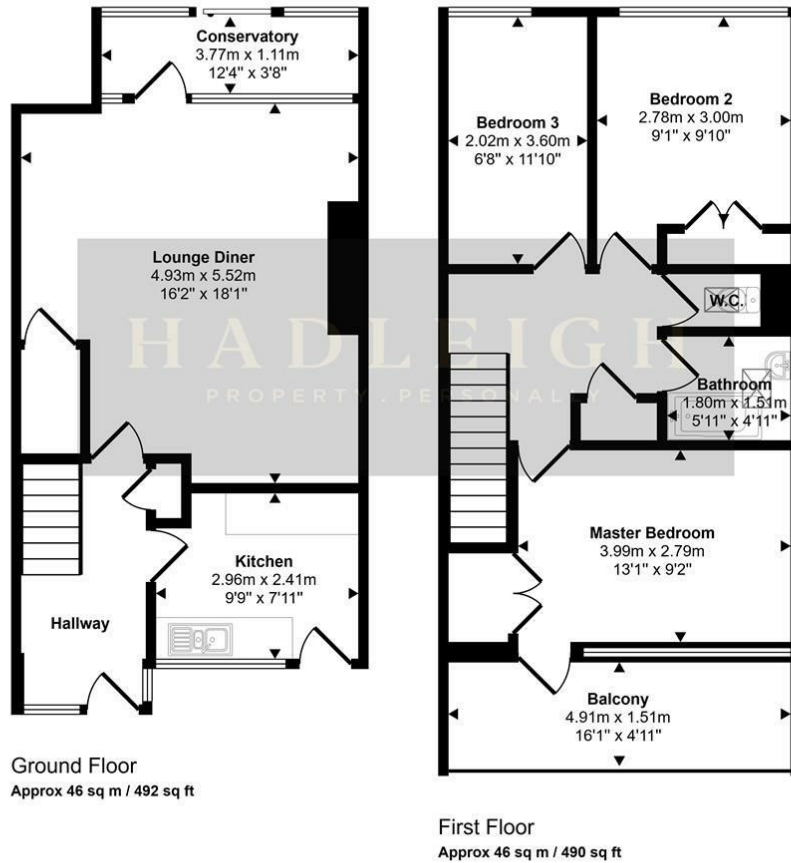 Conservatory
3.77m x 1.11m
12'4" x 3'8"
Lounge Diner
4.93m x 5.52m
16'2" x 18'1"
Kitchen
2.96m x 2.41m
9'9" x 7'11"
Hallway
Ground Floor
Approx 46 sq m / 492 sq ft
Bedroom 3
2.02m x 3.60m
6'8" x 11'10"
Bedroom 2
2.78m x 3.00m
9'1" x 9'10"
W.C.
Bathroom
1.80m x 1.51m
5'11" x 4'11"
Master Bedroom
3.99m x 2.79m
13'1" x 9'2"
Balcony
4.91m x 1.51m
16'1" x 4'11"
First Floor
Approx 46 sq m / 490 sq ft
HADLEIGH
PROPERTY . PERSONALLY